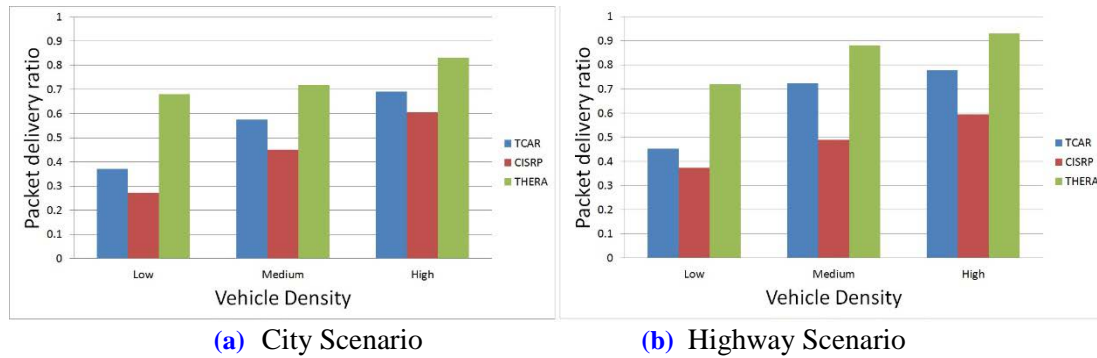 Packet delivery ratio
1
0.9
0.8
0.7
0.6
0.5
0.4
0.3
0.2
0.1
0
Low Medium High
Vehicle Density
TCAR
CISRP
THERA
(a) City Scenario
Packet delivery ratio
1
0.9
0.8
0.7
0.6
0.5
0.4
0.3
0.2
0.1
0
Low Medium High
Vehicle Density
TCAR
CISRP
THERA
(b) Highway Scenario